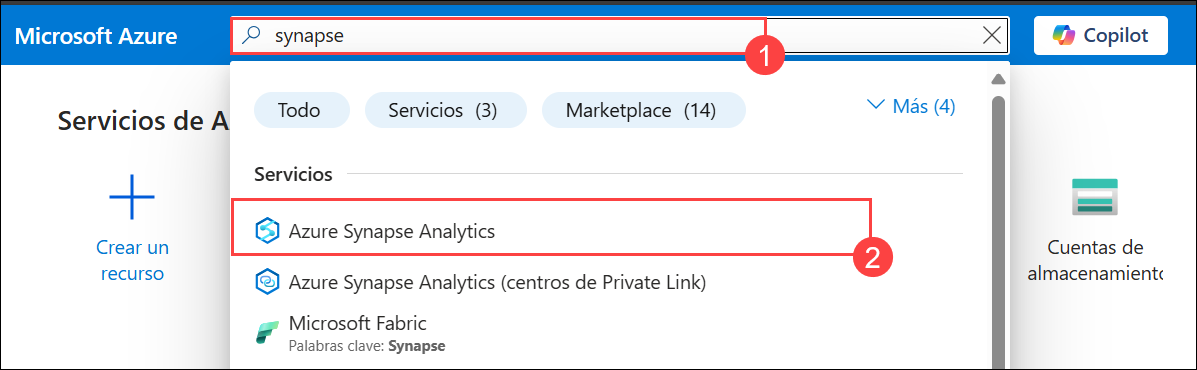 Microsoft Azure
synapse
1
Copilot
Todo
Servicios (3)
Marketplace (14)
Más (4)
Servicios de A
Servicios
Crear un
recurso
Azure Synapse Analytics
2
Azure Synapse Analytics (centros de Private Link)
Microsoft Fabric
Palabras clave: Synapse
Cuentas de
almacenamiento